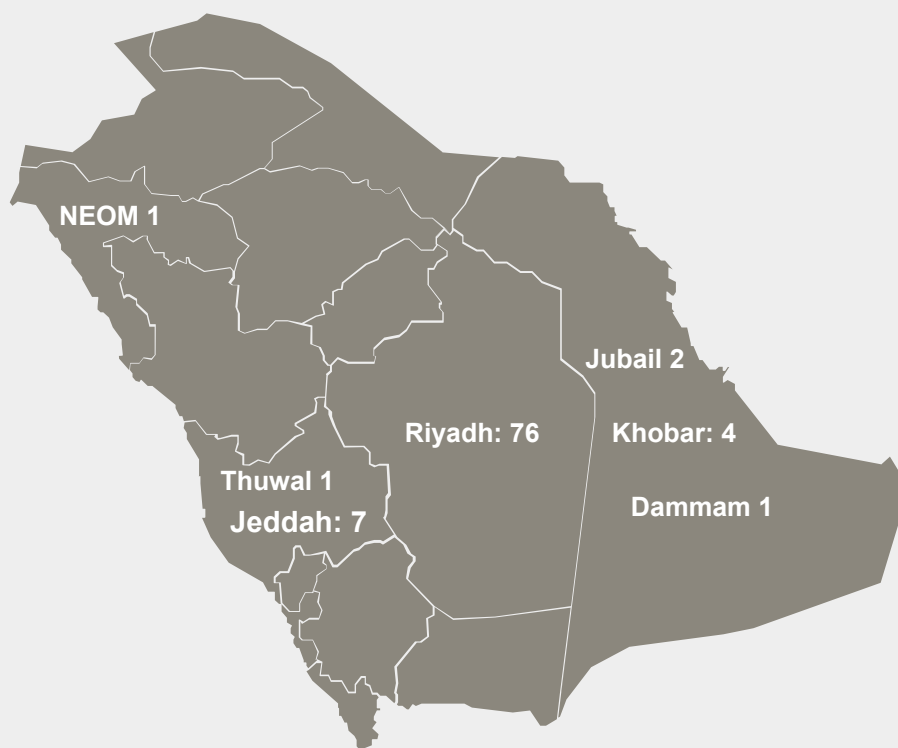 NEOM 1
Jubail 2
Riyadh: 76
Khobar: 4
Thuwal 1
Dammam 1
Jeddah: 7